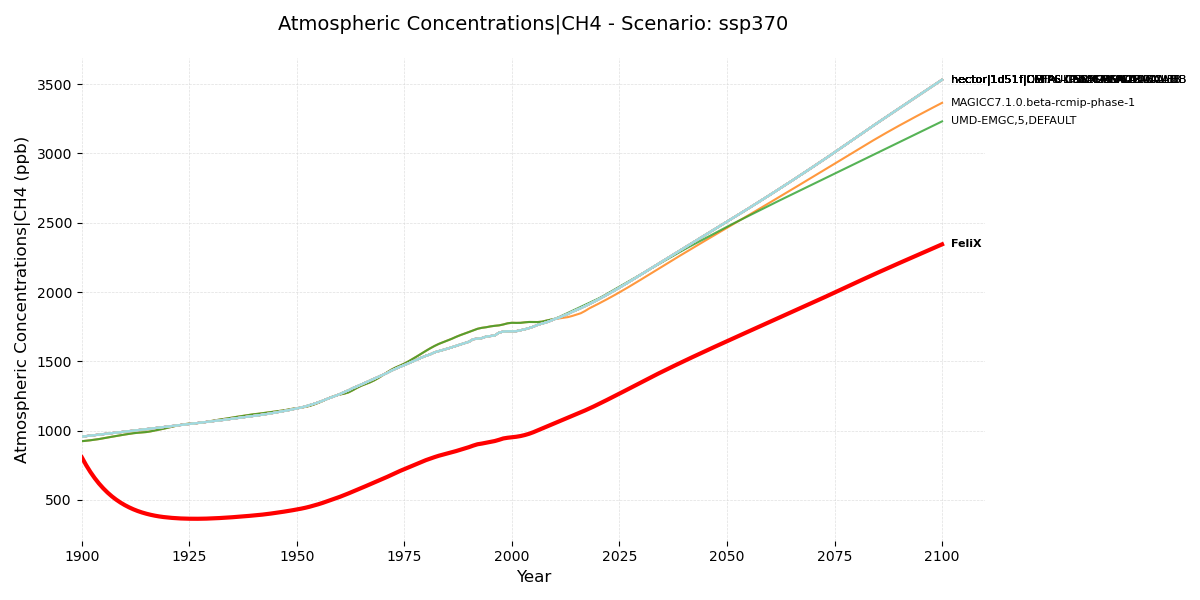 Atmospheric Concentrations|CH4 - Scenario: ssp370
Atmospheric Concentrations|CH4 (ppb)
3500
3000
2500
2000
1500
1000
500
1900
1925
1950
1975
2000
2025
2050
2075
2100
Year
hector|1d51f|
MAGICC7.1.0.beta-rcmip-phase-1
UMD-EMGC,5,DEFAULT
FeliX